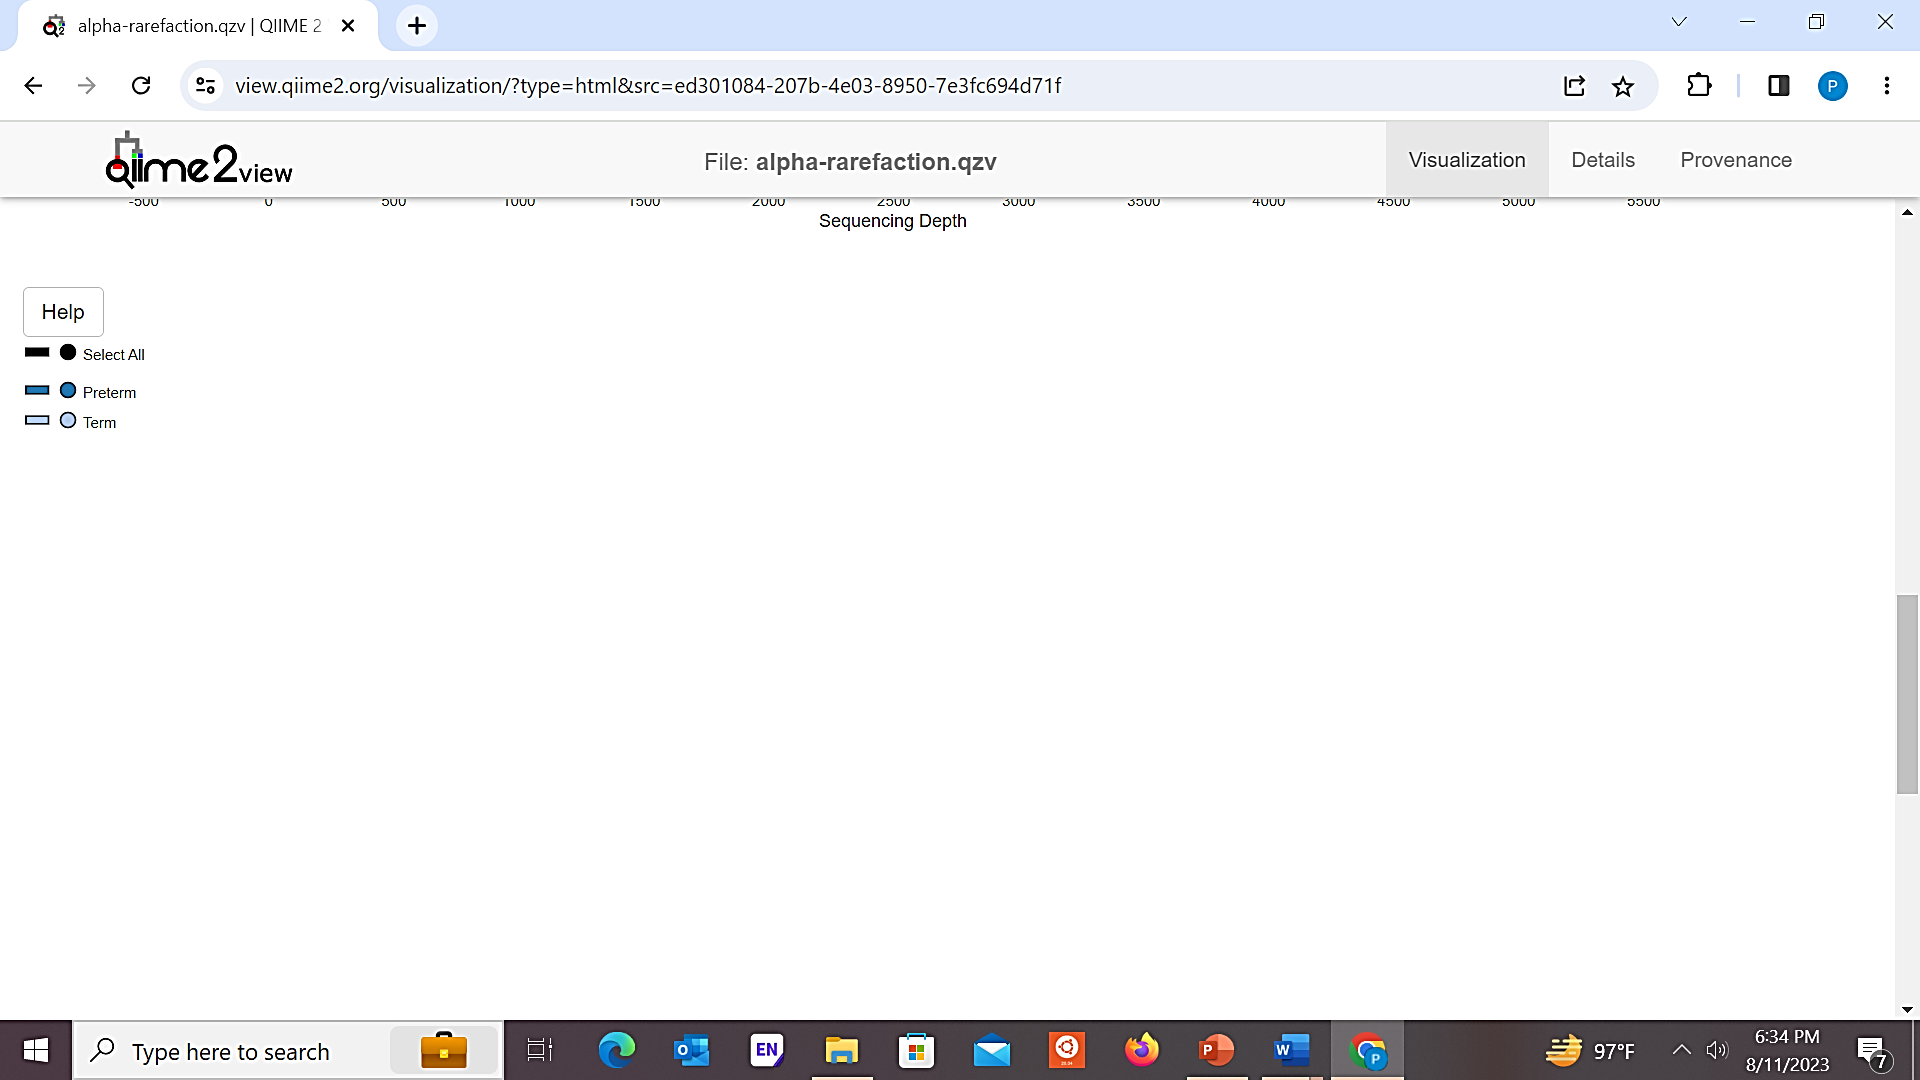 alpha-rarefaction.qzv | QIIME 2
view.qiime2.org/visualization/?type=html&src=ed301084-207b-4e03-8950-7e3fc694d71f
P
qiime2view
File: alpha-rarefaction.qzv
Visualization Details Provenance
-500 0 500 1000 1500 2000 2500 3000 3500 4000 4500 5000 5500
Sequencing Depth
Help
Select All
Preterm
Term
Type here to search
EN
97°F
6:34 PM
8/11/2023
7